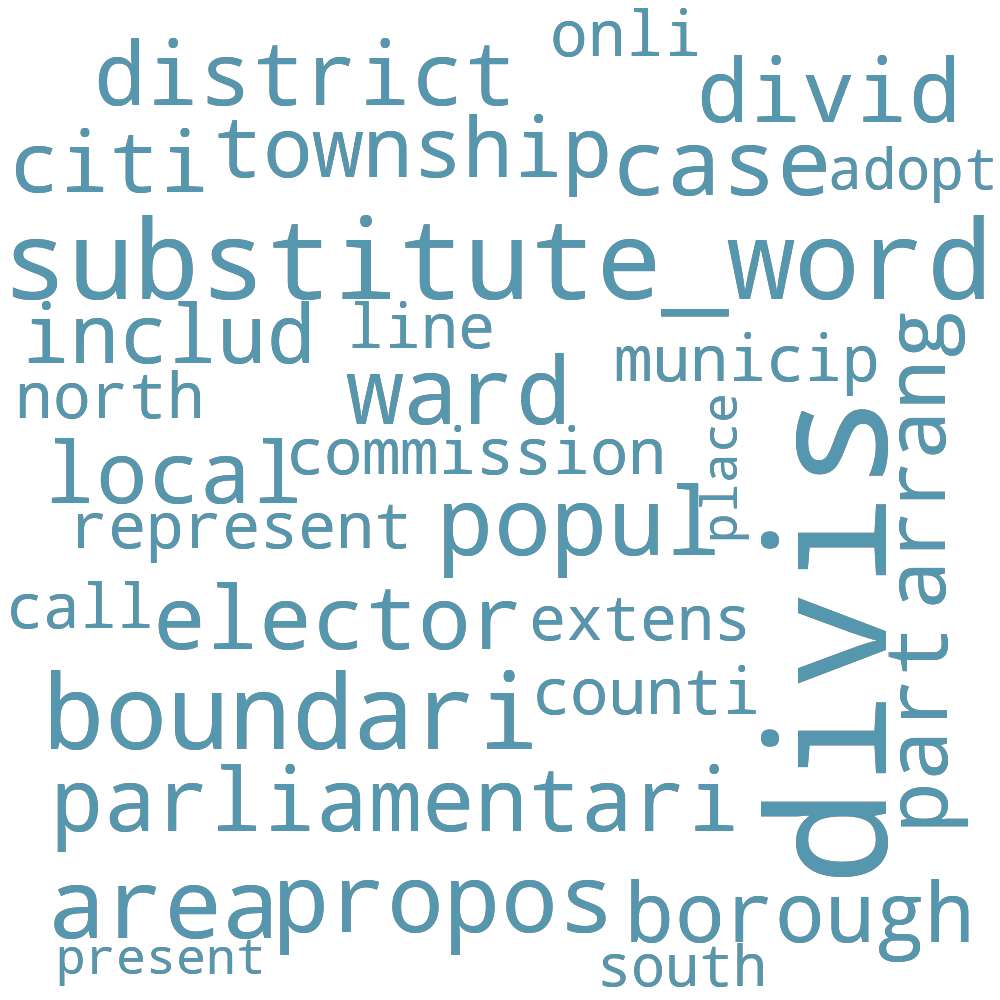 onli
district
divid
citi
township
case
adopt
substitute_word
includ
line
north
ward
municip
arrang
local
commission
place
divis
represent
popul
call
elector
extens
part
boundari
counti
parliamentari
area
propos
borough
present
south